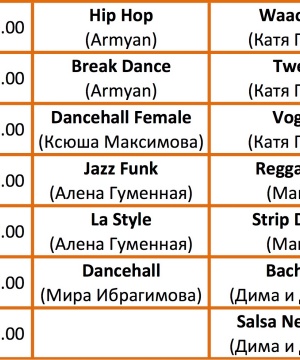 .00
Hip Hop
(Armyan)
Waac
(Катя
.00
Break Dance
(Armyan)
Twe
(Катя
.00
Dancehall Female
(Ксюша Максимова)
Vog
(Катя
.00
Jazz Funk
(Алена Гуменная)
Regga
(Ма
.00
La Style
(Алена Гуменная)
Strip D
(Ма
.00
Dancehall
(Мира Ибрагимова)
Bach
(Дима и
.00
Salsa Ne
(Дима и